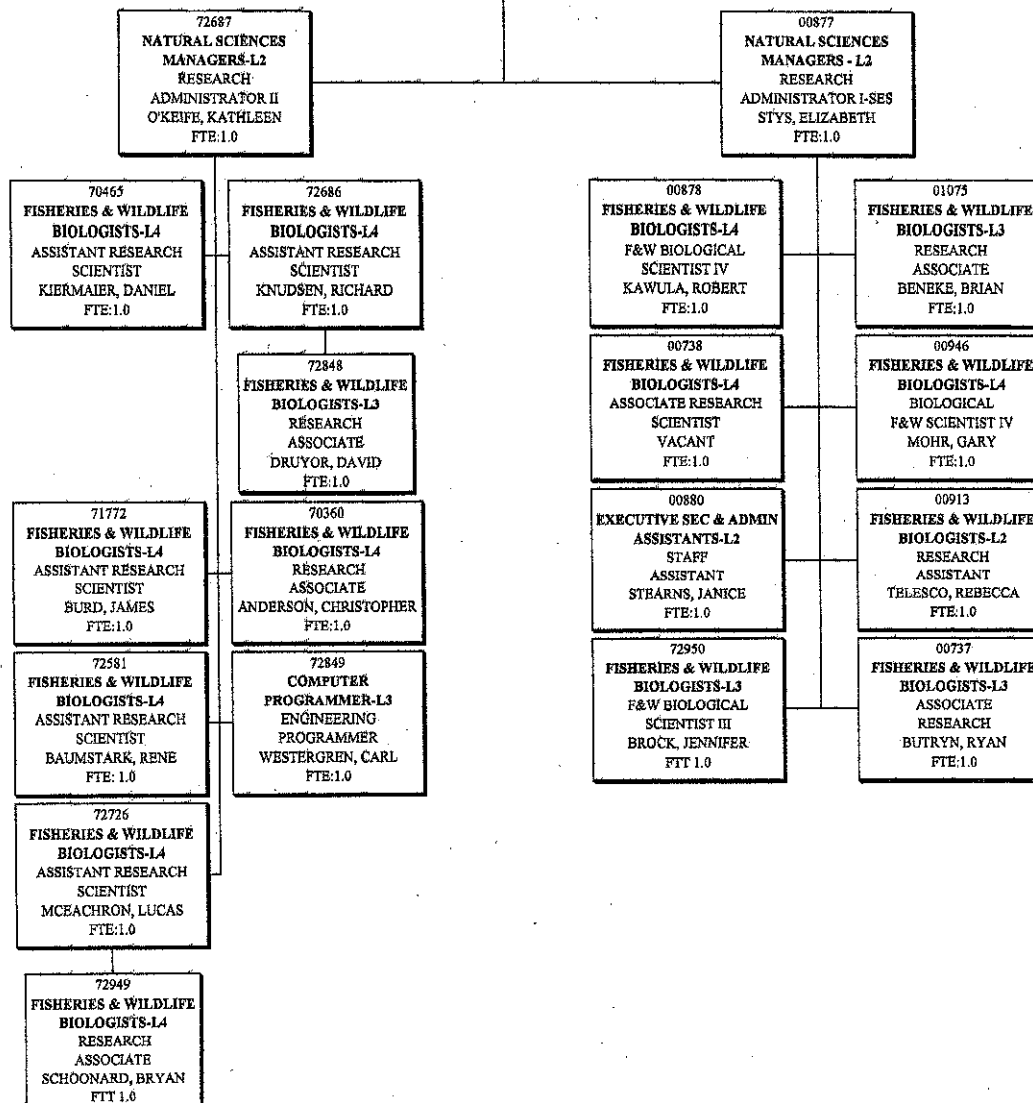 72687
NATURAL SCIENCES
MANAGERS-L2
RESEARCH
ADMINISTRATOR II
O'KEIFE, KATHLEEN
FTE:1.0
00877
NATURAL SCIENCES
MANAGERS - L2
RESEARCH
ADMINISTRATOR I-SES
STYS, ELIZABETH
FTE:1.0
70465
FISHERIES & WILDLIFE
BIOLOGISTS-L4
ASSISTANT RESEARCH
SCIENTIST
KIERMAIER, DANIEL
FTE:1.0
72686
FISHERIES & WILDLIFE
BIOLOGISTS-L4
ASSISTANT RESEARCH
SCIENTIST
KNUDSEN, RICHARD
FTE:1.0
72848
FISHERIES & WILDLIFE
BIOLOGISTS-L3
RESEARCH
ASSOCIATE
DRUYOR, DAVID
FTE:1.0
71772
FISHERIES & WILDLIFE
BIOLOGISTS-L4
ASSISTANT RESEARCH
SCIENTIST
BURD, JAMES
FTE:1.0
70360
FISHERIES & WILDLIFE
BIOLOGISTS-L4
RESEARCH
ASSOCIATE
ANDERSON, CHRISTOPHER
FTE:1.0
72581
FISHERIES & WILDLIFE
BIOLOGISTS-L4
ASSISTANT RESEARCH
SCIENTIST
BAUMSTARK, RENE
FTE: 1.0
72849
COMPUTER
PROGRAMMER-L3
ENGINEERING
PROGRAMMER
WESTERGREN, CARL
FTE:1.0
72726
FISHERIES & WILDLIFE
BIOLOGISTS-L4
ASSISTANT RESEARCH
SCIENTIST
MCEACHRON, LUCAS
FTE:1.0
72949
FISHERIES & WILDLIFE
BIOLOGISTS-L4
RESEARCH
ASSOCIATE
SCHOONARD, BRYAN
FTT 1.0
00878
FISHERIES & WILDLIFE
BIOLOGISTS-L4
F&W BIOLOGICAL
SCIENTIST IV
KAWULA, ROBERT
FTE:1.0
01075
FISHERIES & WILDLIFE
BIOLOGISTS-L3
RESEARCH
ASSOCIATE
BENEKE, BRIAN
FTE:1.0
00738
FISHERIES & WILDLIFE
BIOLOGISTS-L4
ASSOCIATE RESEARCH
SCIENTIST
VACANT
FTE:1.0
00946
FISHERIES & WILDLIFE
BIOLOGISTS-L4
BIOLOGICAL
F&W SCIENTIST IV
MOHR, GARY
FTE:1.0
00880
EXECUTIVE SEC & ADMIN
ASSISTANTS-L2
STAFF
ASSISTANT
STEARNS, JANICE
FTE:1.0
00913
FISHERIES & WILDLIFE
BIOLOGISTS-L2
RESEARCH
ASSISTANT
TELESCO, REBECCA
FTE:1.0
72950
FISHERIES & WILDLIFE
BIOLOGISTS-L3
F&W BIOLOGICAL
SCIENTIST III
BROCK, JENNIFER
FTT 1.0
00737
FISHERIES & WILDLIFE
BIOLOGISTS-L3
ASSOCIATE
RESEARCH
BUTRYN, RYAN
FTE:1.0